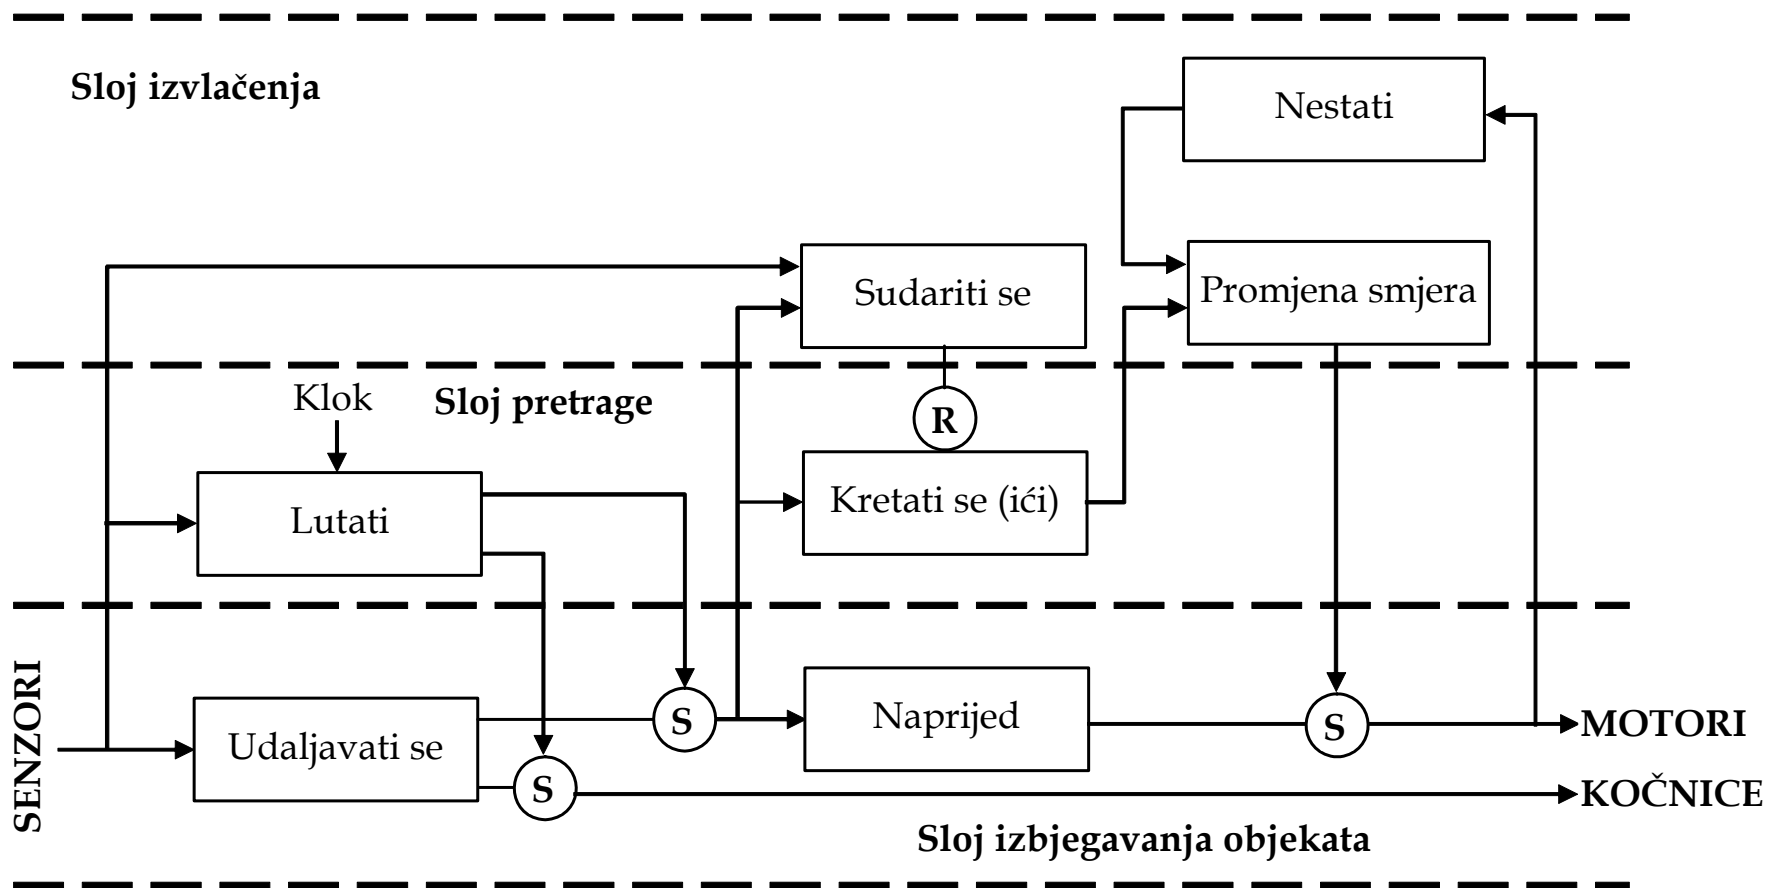 Sloj izvlačenja
Nestati
Sudariti se
Promjena smjera
Klok
Sloj pretrage
R
Lutati
Kretati se (ići)
SENZORI
Udaljavati se
S
S
Naprijed
S
MOTORI
KOČNICE
Sloj izbjegavanja objekata